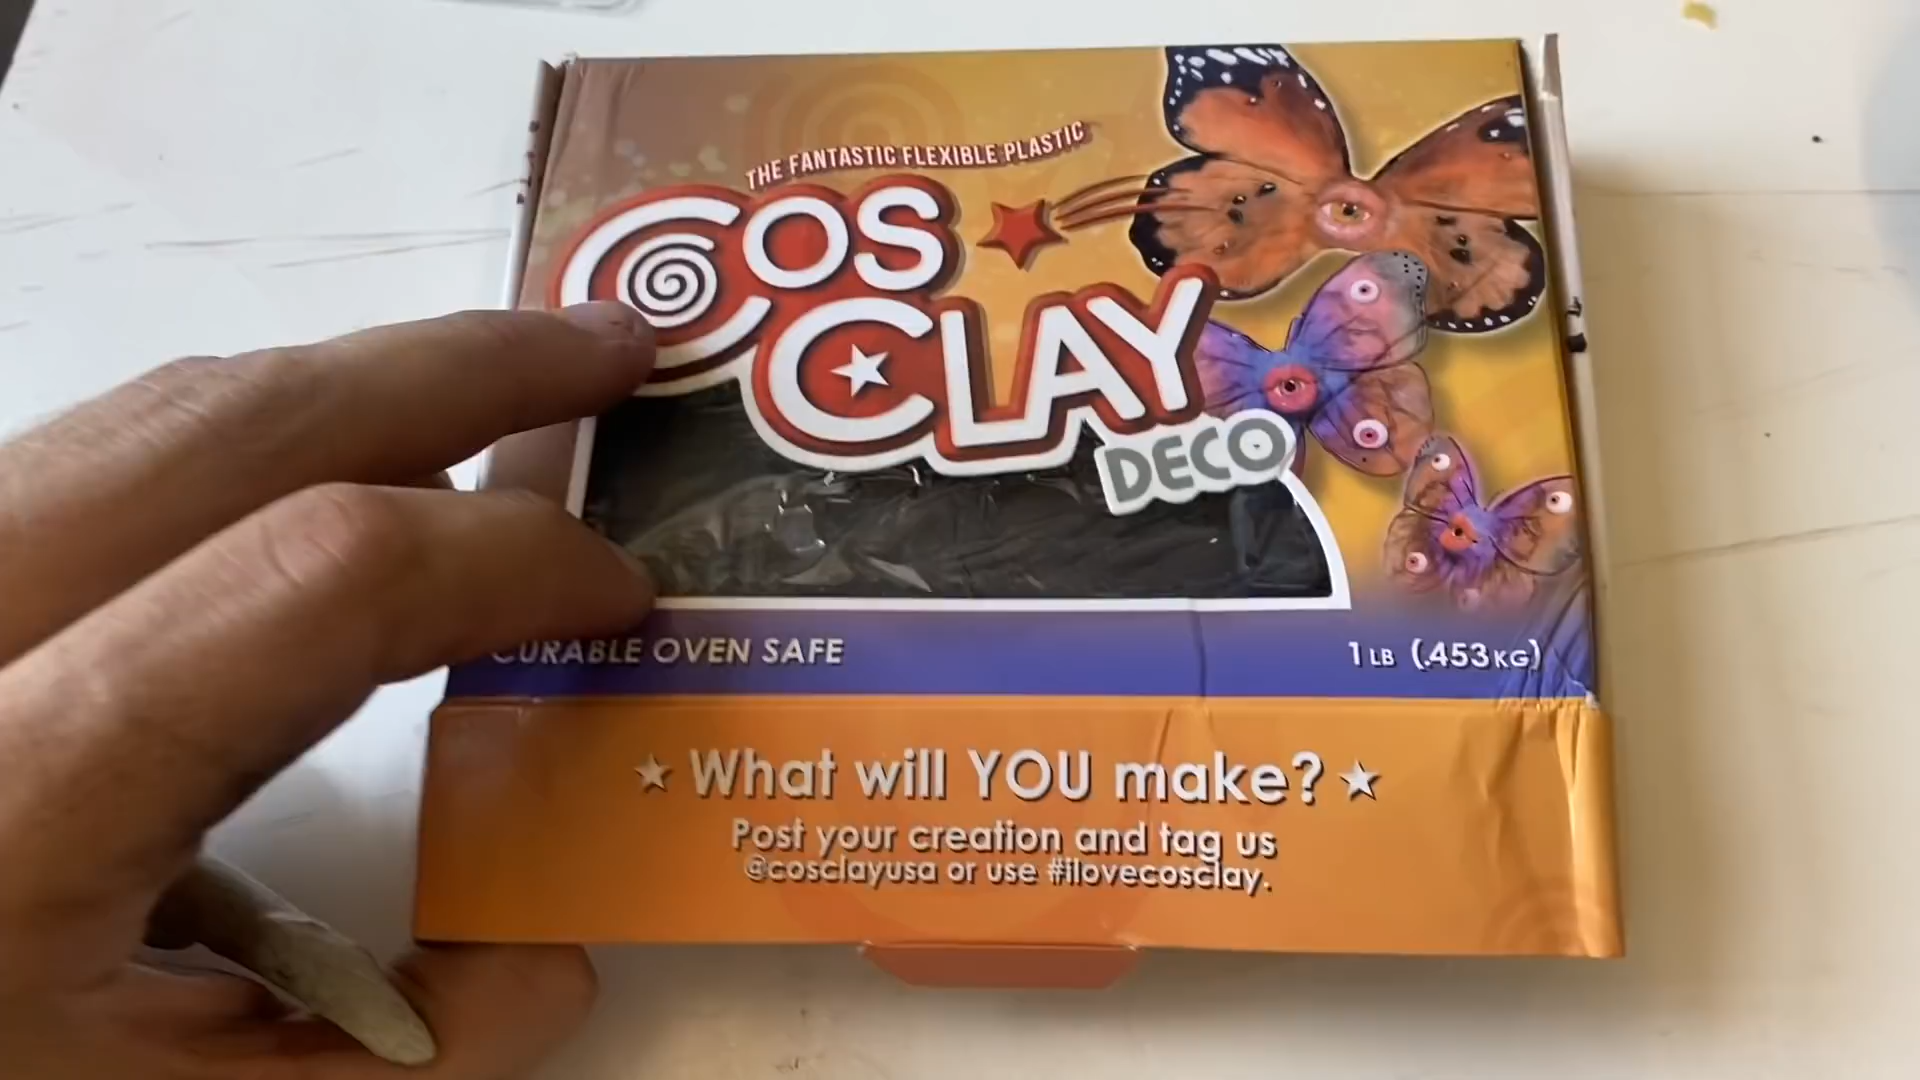 THE FANTASTIC FLEXIBLE PLASTIC
COS
CLAY
DECO
CURABLE OVEN SAFE
1 LB (.453 KG)
What will YOU make?
Post your creation and tag us
@cosclayusa or use #ilovecosclay.